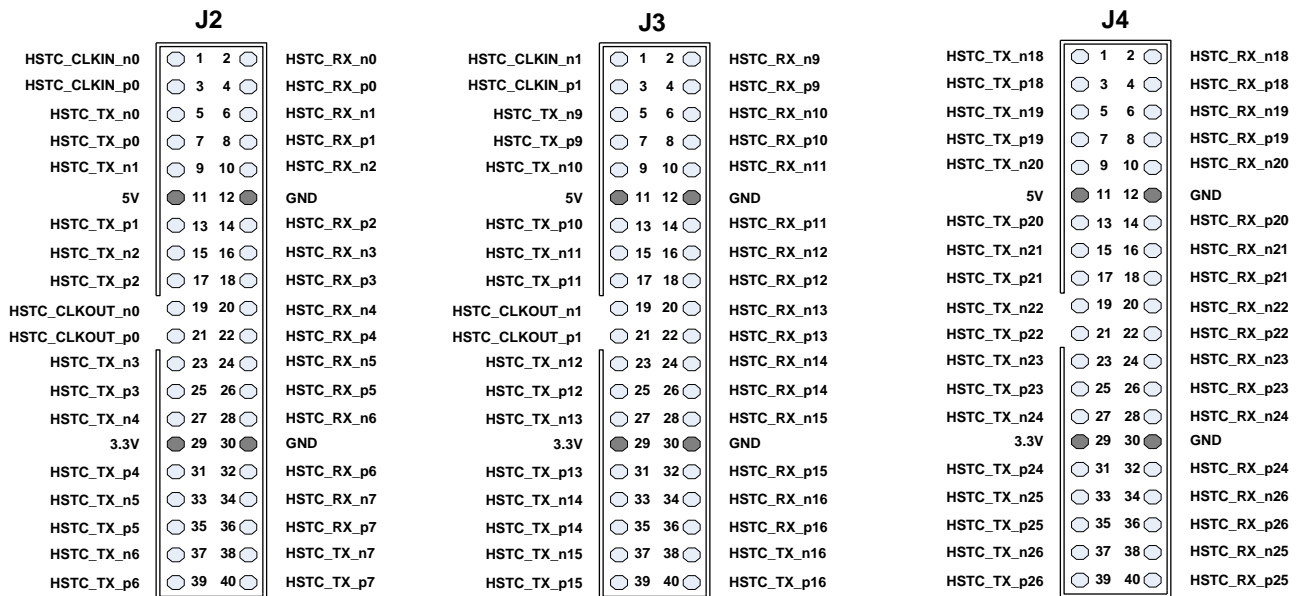 J2 J3 J4
HSTC_CLKIN_n0 1 2 HSTC_RX_n0 HSTC_CLKIN_n1 1 2 HSTC_RX_n9 HSTC_TX_n18 1 2 HSTC_RX_n18
HSTC_CLKIN_p0 3 4 HSTC_RX_p0 HSTC_CLKIN_p1 3 4 HSTC_RX_p9 HSTC_TX_p18 3 4 HSTC_RX_p18
HSTC_TX_n0 5 6 HSTC_RX_n1 HSTC_TX_n9 5 6 HSTC_RX_n10 HSTC_TX_n19 5 6 HSTC_RX_n19
HSTC_TX_p0 7 8 HSTC_RX_p1 HSTC_TX_p9 7 8 HSTC_RX_p10 HSTC_TX_p19 7 8 HSTC_RX_p19
HSTC_TX_n1 9 10 HSTC_RX_n2 HSTC_TX_n10 9 10 HSTC_RX_n11 HSTC_TX_n20 9 10 HSTC_RX_n20
5V 11 12 GND 5V 11 12 GND 5V 11 12 GND
HSTC_TX_p1 13 14 HSTC_RX_p2 HSTC_TX_p10 13 14 HSTC_RX_p11 HSTC_TX_p20 13 14 HSTC_RX_p20
HSTC_TX_n2 15 16 HSTC_RX_n3 HSTC_TX_n11 15 16 HSTC_RX_n12 HSTC_TX_n21 15 16 HSTC_RX_n21
HSTC_TX_p2 17 18 HSTC_RX_p3 HSTC_TX_p11 17 18 HSTC_RX_p12 HSTC_TX_p21 17 18 HSTC_RX_p21
HSTC_CLKOUT_n0 19 20 HSTC_RX_n4 HSTC_CLKOUT_n1 19 20 HSTC_RX_n13 HSTC_TX_n22 19 20 HSTC_RX_n22
HSTC_CLKOUT_p0 21 22 HSTC_RX_p4 HSTC_CLKOUT_p1 21 22 HSTC_RX_p13 HSTC_TX_p22 21 22 HSTC_RX_p22
HSTC_TX_n3 23 24 HSTC_RX_n5 HSTC_TX_n12 23 24 HSTC_RX_n14 HSTC_TX_n23 23 24 HSTC_RX_n23
HSTC_TX_p3 25 26 HSTC_RX_p5 HSTC_TX_p12 25 26 HSTC_RX_p14 HSTC_TX_p23 25 26 HSTC_RX_p23
HSTC_TX_n4 27 28 HSTC_RX_n6 HSTC_TX_n13 27 28 HSTC_RX_n15 HSTC_TX_n24 27 28 HSTC_RX_n24
3.3V 29 30 GND 3.3V 29 30 GND 3.3V 29 30 GND
HSTC_TX_p4 31 32 HSTC_RX_p6 HSTC_TX_p13 31 32 HSTC_RX_p15 HSTC_TX_p24 31 32 HSTC_RX_p24
HSTC_TX_n5 33 34 HSTC_RX_n7 HSTC_TX_n14 33 34 HSTC_RX_n16 HSTC_TX_n25 33 34 HSTC_RX_n26
HSTC_TX_p5 35 36 HSTC_RX_p7 HSTC_TX_p14 35 36 HSTC_RX_p16 HSTC_TX_p25 35 36 HSTC_RX_p26
HSTC_TX_n6 37 38 HSTC_TX_n7 HSTC_TX_n15 37 38 HSTC_TX_n16 HSTC_TX_n26 37 38 HSTC_RX_n25
HSTC_TX_p6 39 40 HSTC_TX_p7 HSTC_TX_p15 39 40 HSTC_TX_p16 HSTC_TX_p26 39 40 HSTC_RX_p25